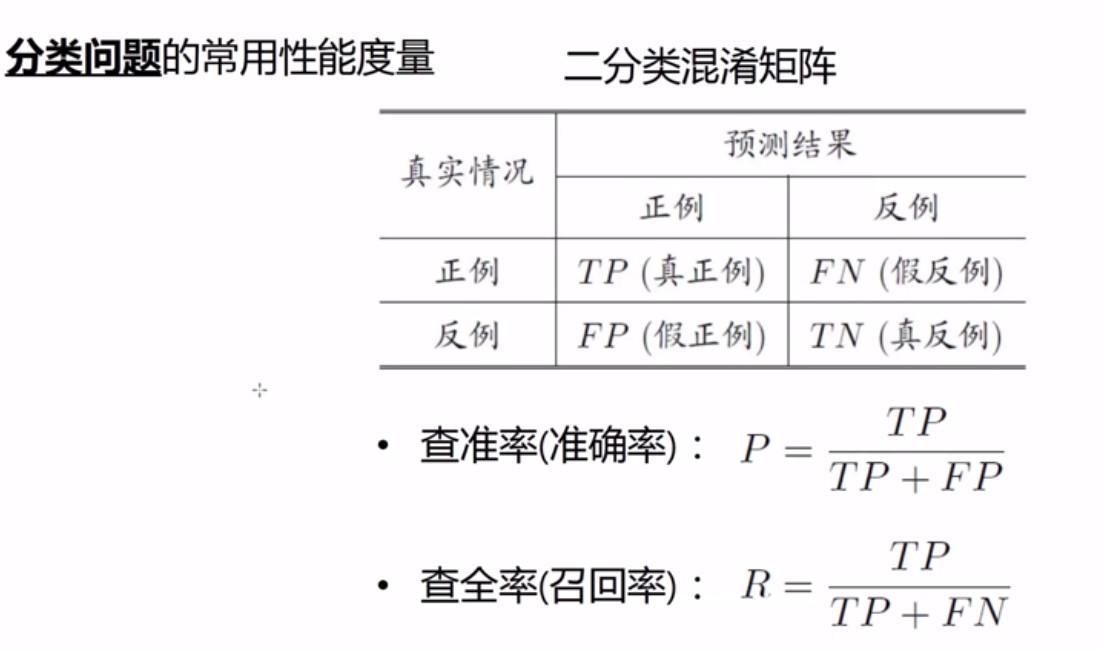 分类问题的常用性能度量
二分类混淆矩阵
真实情况 预测结果
正例 反例
正例 TP (真正例) FN (假反例)
反例 FP (假正例) TN (真反例)
• 查准率(准确率)： P = TP / (TP + FP)
• 查全率(召回率)： R = TP / (TP + FN)